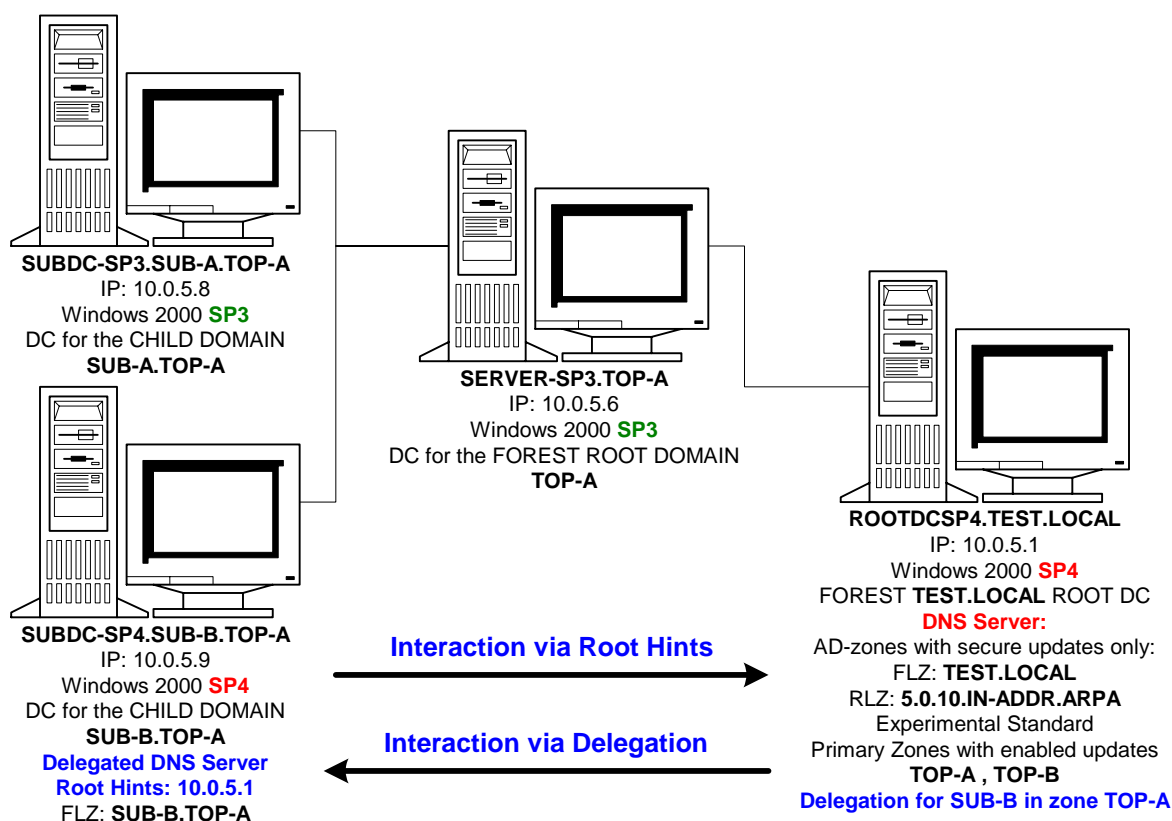 SUBDC-SP3.SUB-A.TOP-A
IP: 10.0.5.8
Windows 2000 SP3
DC for the CHILD DOMAIN
SUB-A.TOP-A
SERVER-SP3.TOP-A
IP: 10.0.5.6
Windows 2000 SP3
DC for the FOREST ROOT DOMAIN
TOP-A
ROOTDCSP4.TEST.LOCAL
IP: 10.0.5.1
Windows 2000 SP4
FOREST TEST.LOCAL ROOT DC
DNS Server:
AD-zones with secure updates only:
FLZ: TEST.LOCAL
RLZ: 5.0.10.IN-ADDR.ARPA
Experimental Standard
Primary Zones with enabled updates
TOP-A , TOP-B
Delegation for SUB-B in zone TOP-A
SUBDC-SP4.SUB-B.TOP-A
IP: 10.0.5.9
Windows 2000 SP4
DC for the CHILD DOMAIN
SUB-B.TOP-A
Delegated DNS Server
Root Hints: 10.0.5.1
FLZ: SUB-B.TOP-A
Interaction via Root Hints
Interaction via Delegation